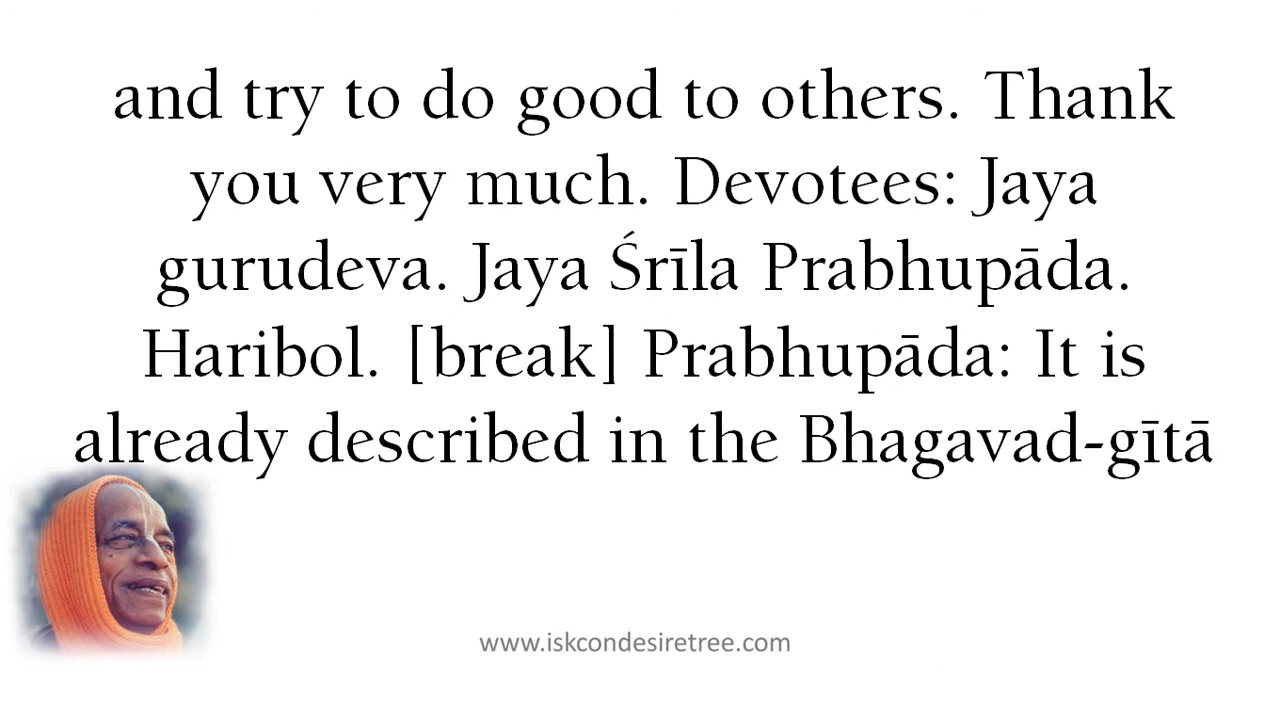 and try to do good to others. Thank
you very much. Devotees: Jaya
gurudeva. Jaya Śrīla Prabhupāda.
Haribol. [break] Prabhupāda: It is
already described in the Bhagavad-gītā
www.iskcondesiretree.com